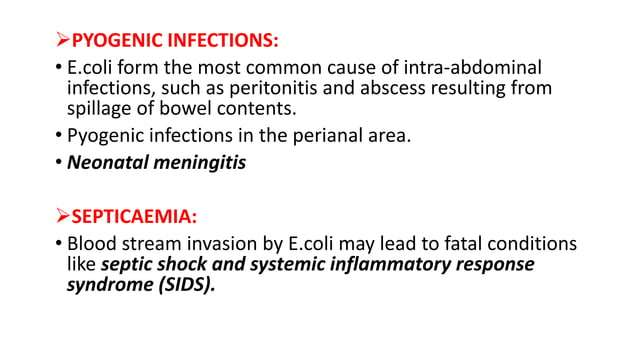 ➢PYOGENIC INFECTIONS:
• E.coli form the most common cause of intra-abdominal
infections, such as peritonitis and abscess resulting from
spillage of bowel contents.
• Pyogenic infections in the perianal area.
• Neonatal meningitis
➢SEPTICAEMIA:
• Blood stream invasion by E.coli may lead to fatal conditions
like septic shock and systemic inflammatory response
syndrome (SIDS).